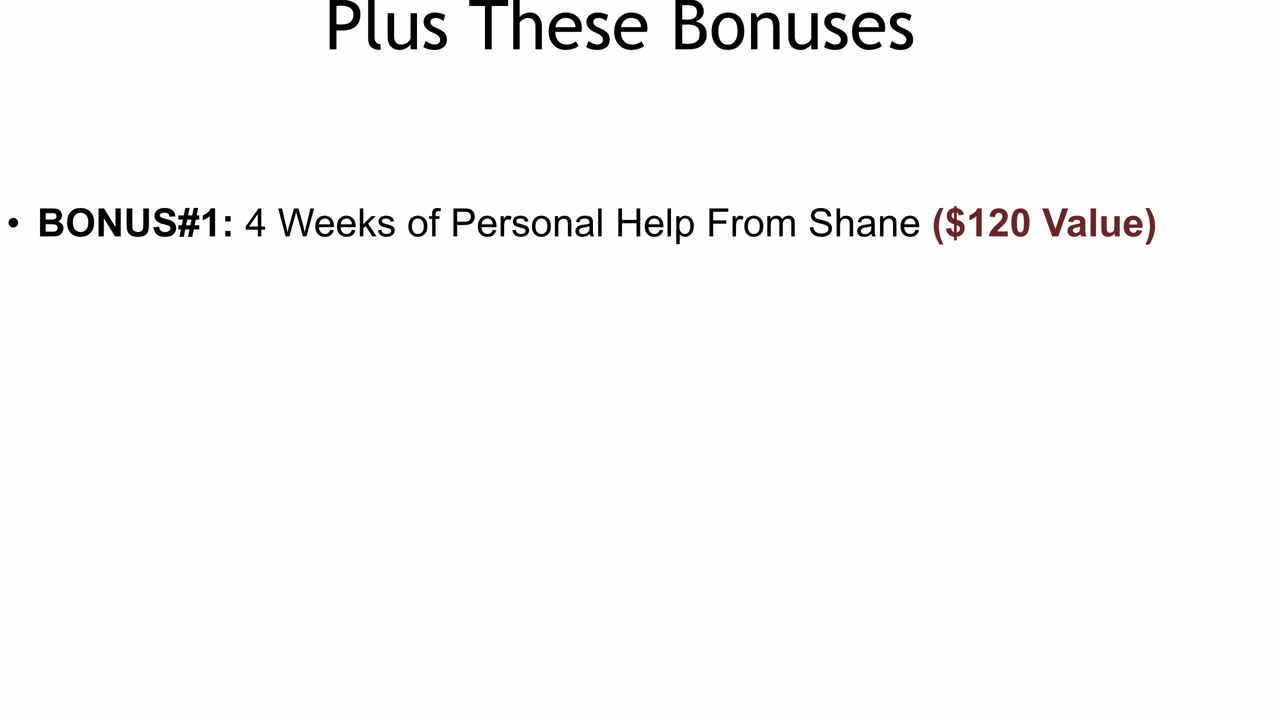 Plus These Bonuses
• BONUS#1: 4 Weeks of Personal Help From Shane ($120 Value)